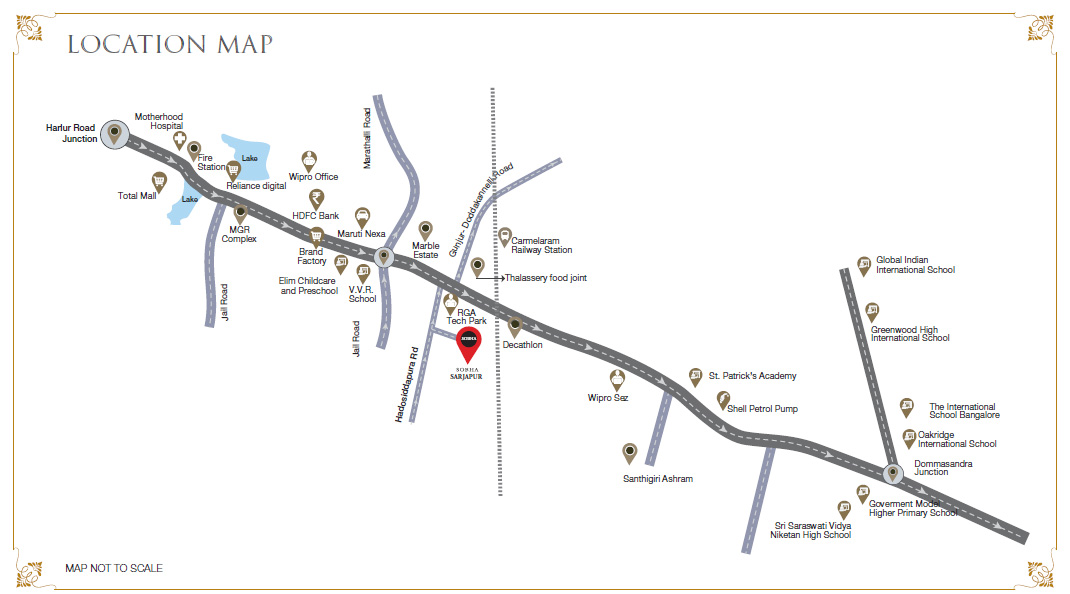 LOCATION MAP
Harlur Road
Junction
Motherhood
Hospital
Fire
Station
Lake
Reliance digital
Total Mall
Lake
MGR
Complex
Jail Road
Wipro Office
HDFC Bank
Maruti Nexa
Brand
Factory
Elim Childcare
and Preschool
V.V.R.
School
Marathalli Road
Jail Road
Marble
Estate
Gunjur- Doddakannelli Road
Carmelaram
Railway Station
Thalassery food joint
RGA
Tech Park
SOBHA
SOBHA
SARJAPUR
Hadosiddapura Rd
Decathlon
Wipro Sez
St. Patrick's Academy
Shell Petrol Pump
Santhigiri Ashram
Global Indian
International School
Greenwood High
International School
The International
School Bangalore
Oakridge
International School
Dommasandra
Junction
Goverment Model
Higher Primary School
Sri Saraswati Vidya
Niketan High School
MAP NOT TO SCALE